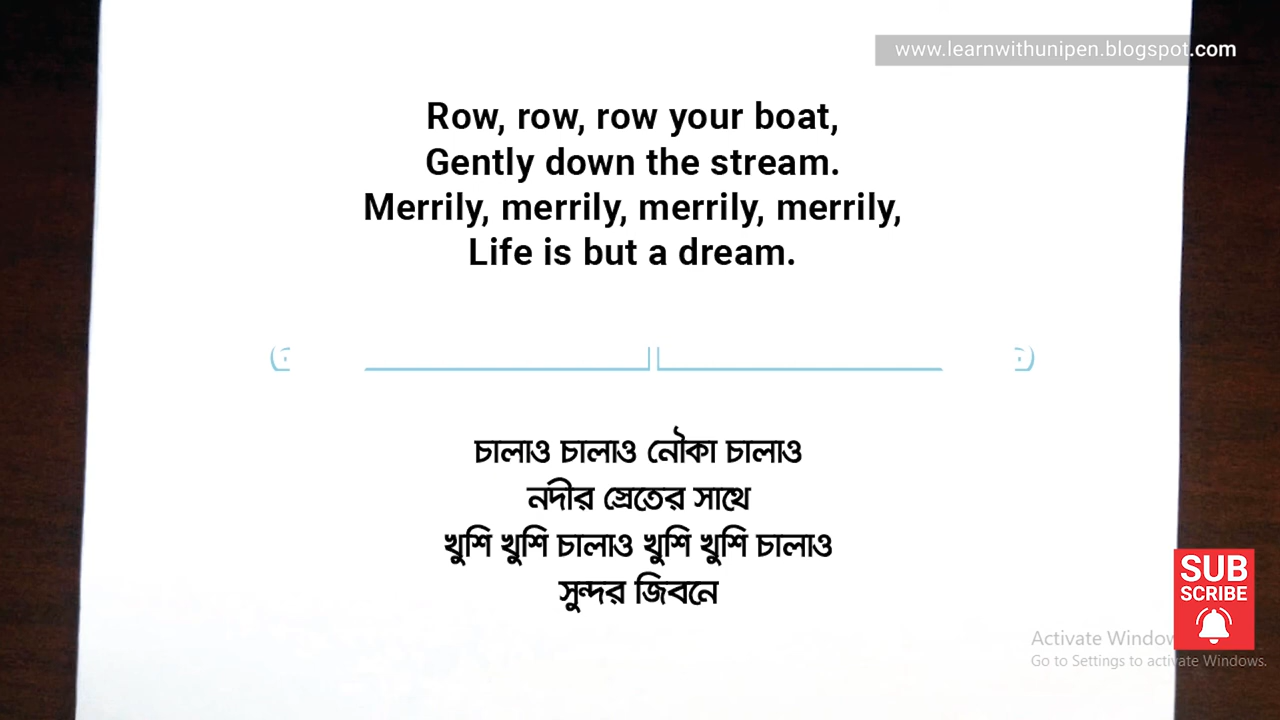 www.learnwithunipen.blogspot.com
Row, row, row your boat,
Gently down the stream.
Merrily, merrily, merrily, merrily,
Life is but a dream.
চালাও চালাও নৌকা চালাও
নদীর স্রেতের সাথে
খুশি খুশি চালাও খুশি খুশি চালাও
সুন্দর জিবনে
SUB
SCRIBE
Activate Window
Go to Settings to activate Windows.